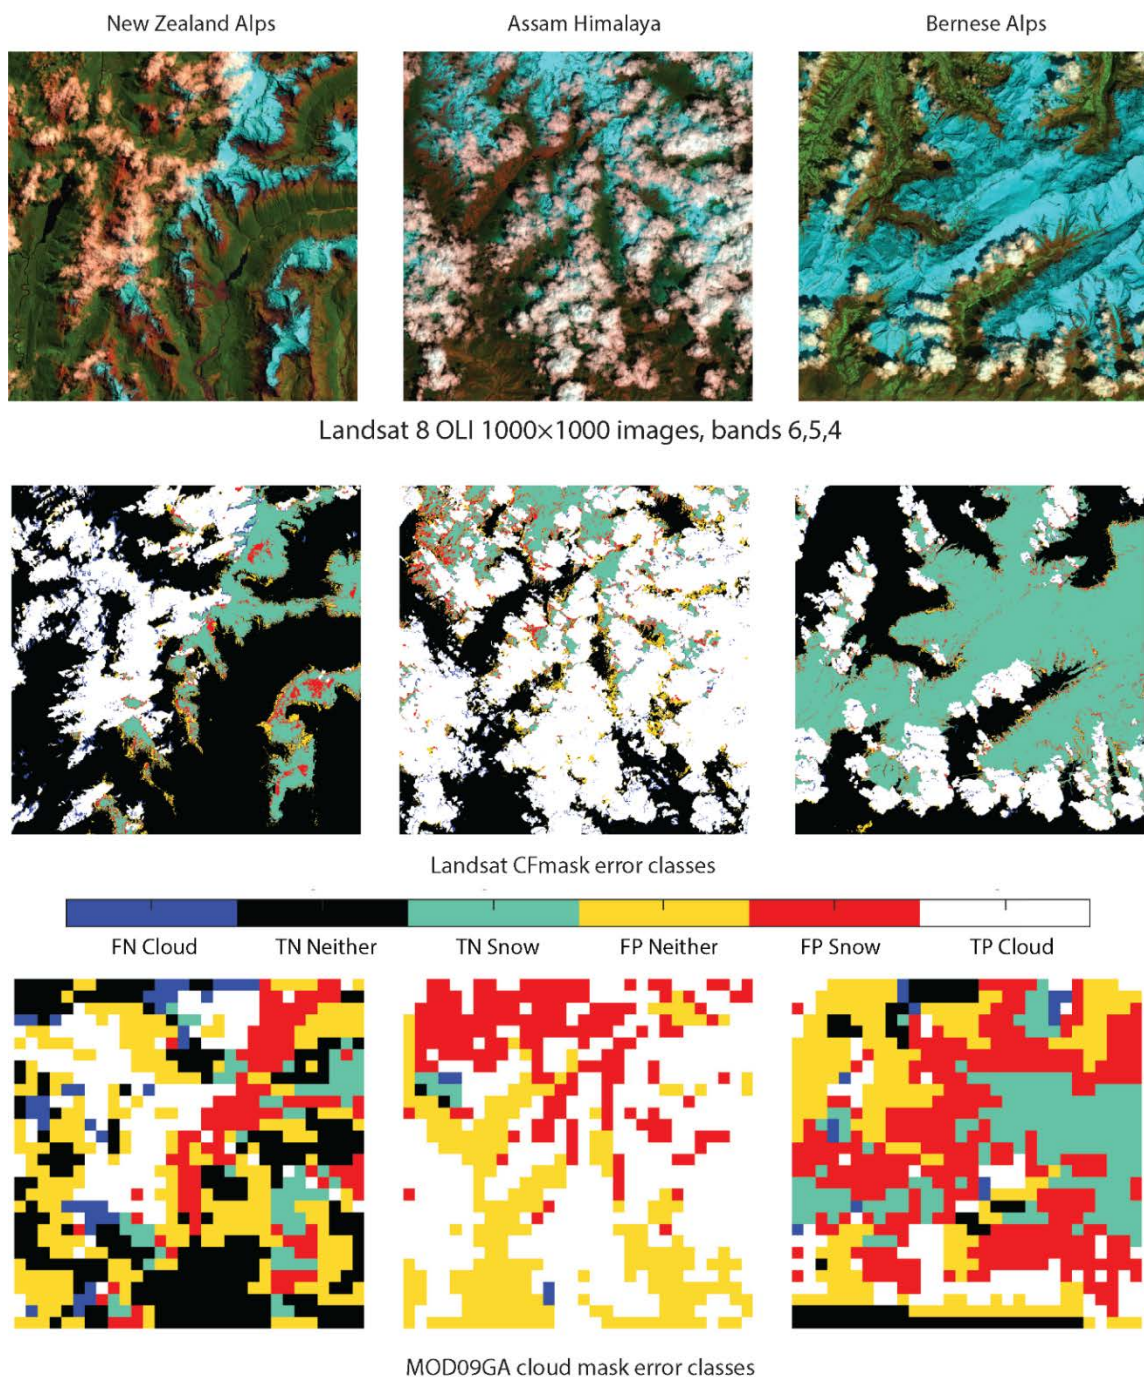 New Zealand Alps
Assam Himalaya
Bernese Alps
Landsat 8 OLI 1000×1000 images, bands 6,5,4
Landsat CFmask error classes
FN Cloud
TN Neither
TN Snow
FP Neither
FP Snow
TP Cloud
MOD09GA cloud mask error classes